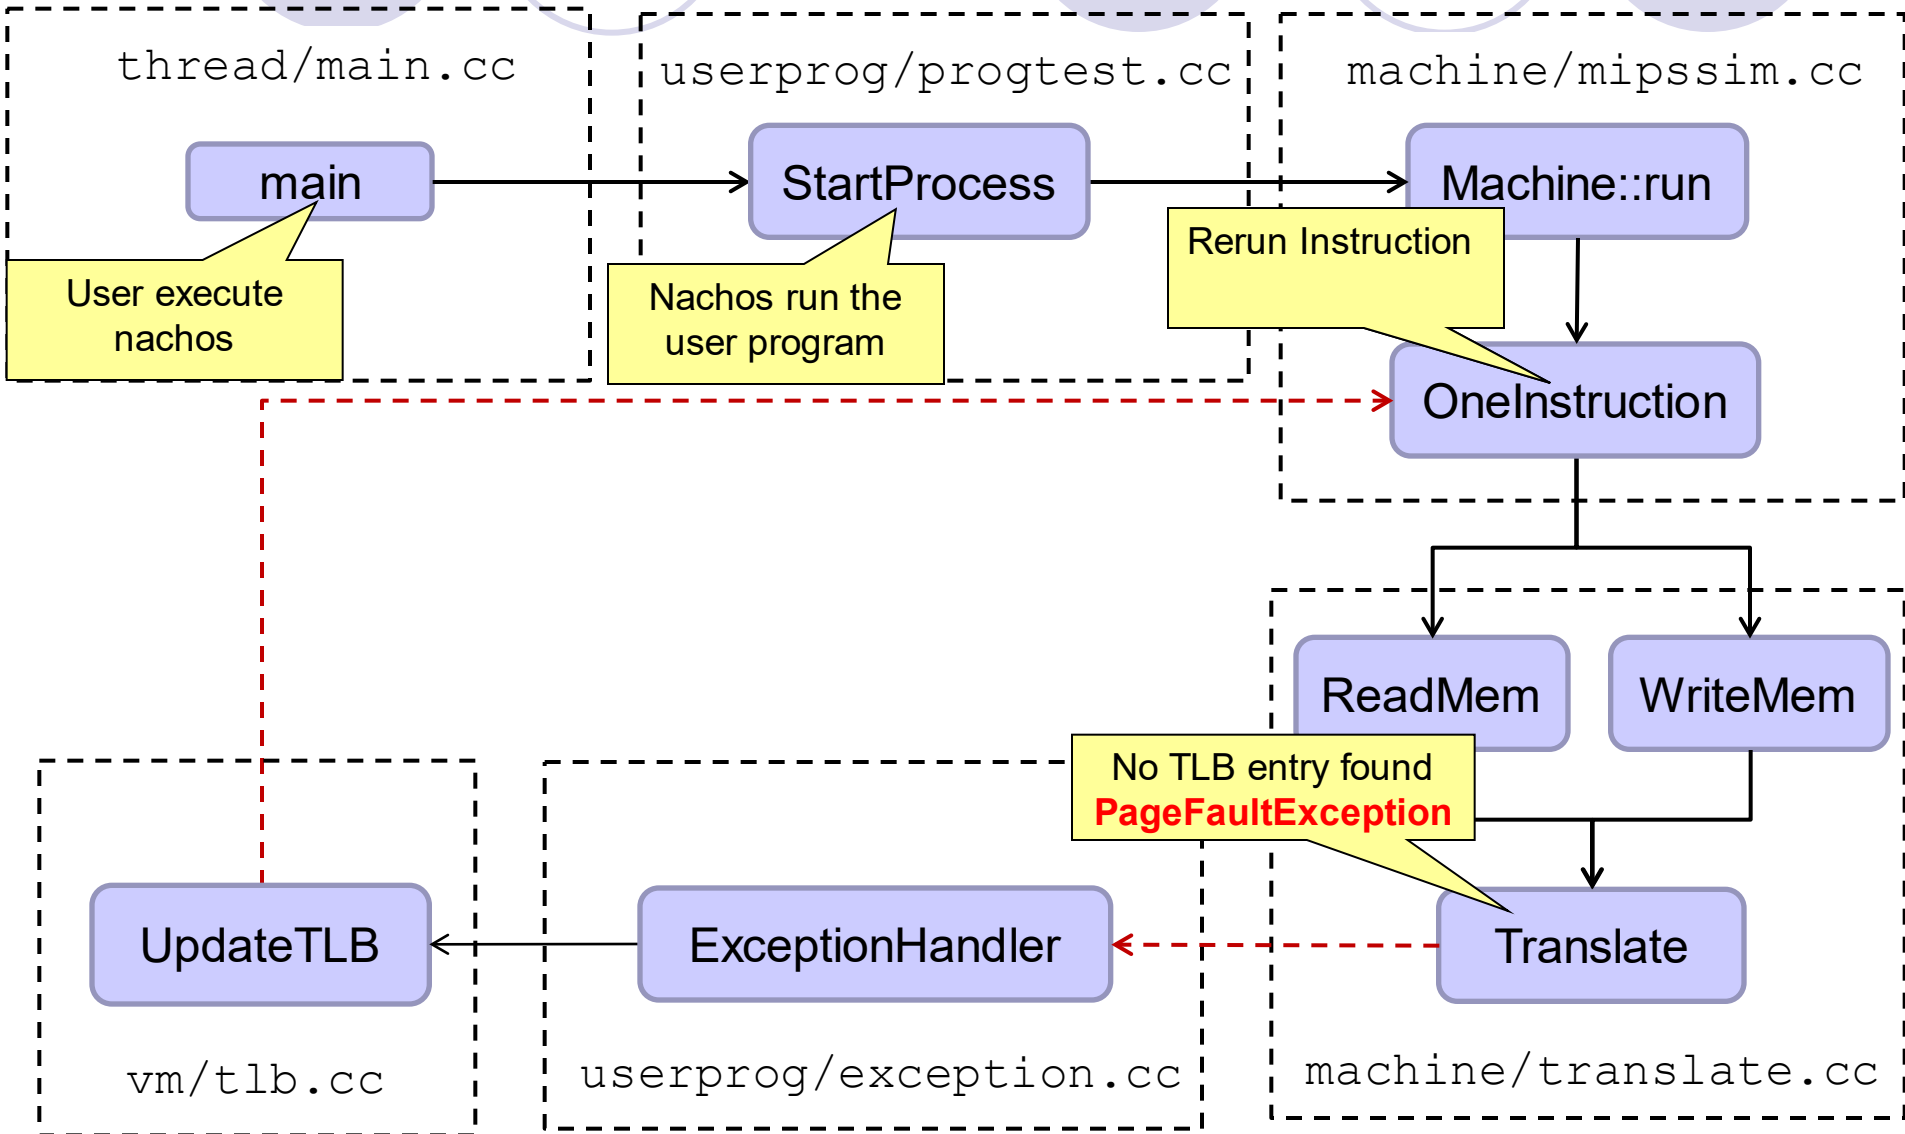 thread/main.cc
userprog/progtest.cc
machine/mipssim.cc
main
StartProcess
Machine::run
User execute
nachos
Nachos run the
user program
Rerun Instruction
OneInstruction
ReadMem
WriteMem
No TLB entry found
PageFaultException
UpdateTLB
ExceptionHandler
Translate
vm/tlb.cc
userprog/exception.cc
machine/translate.cc